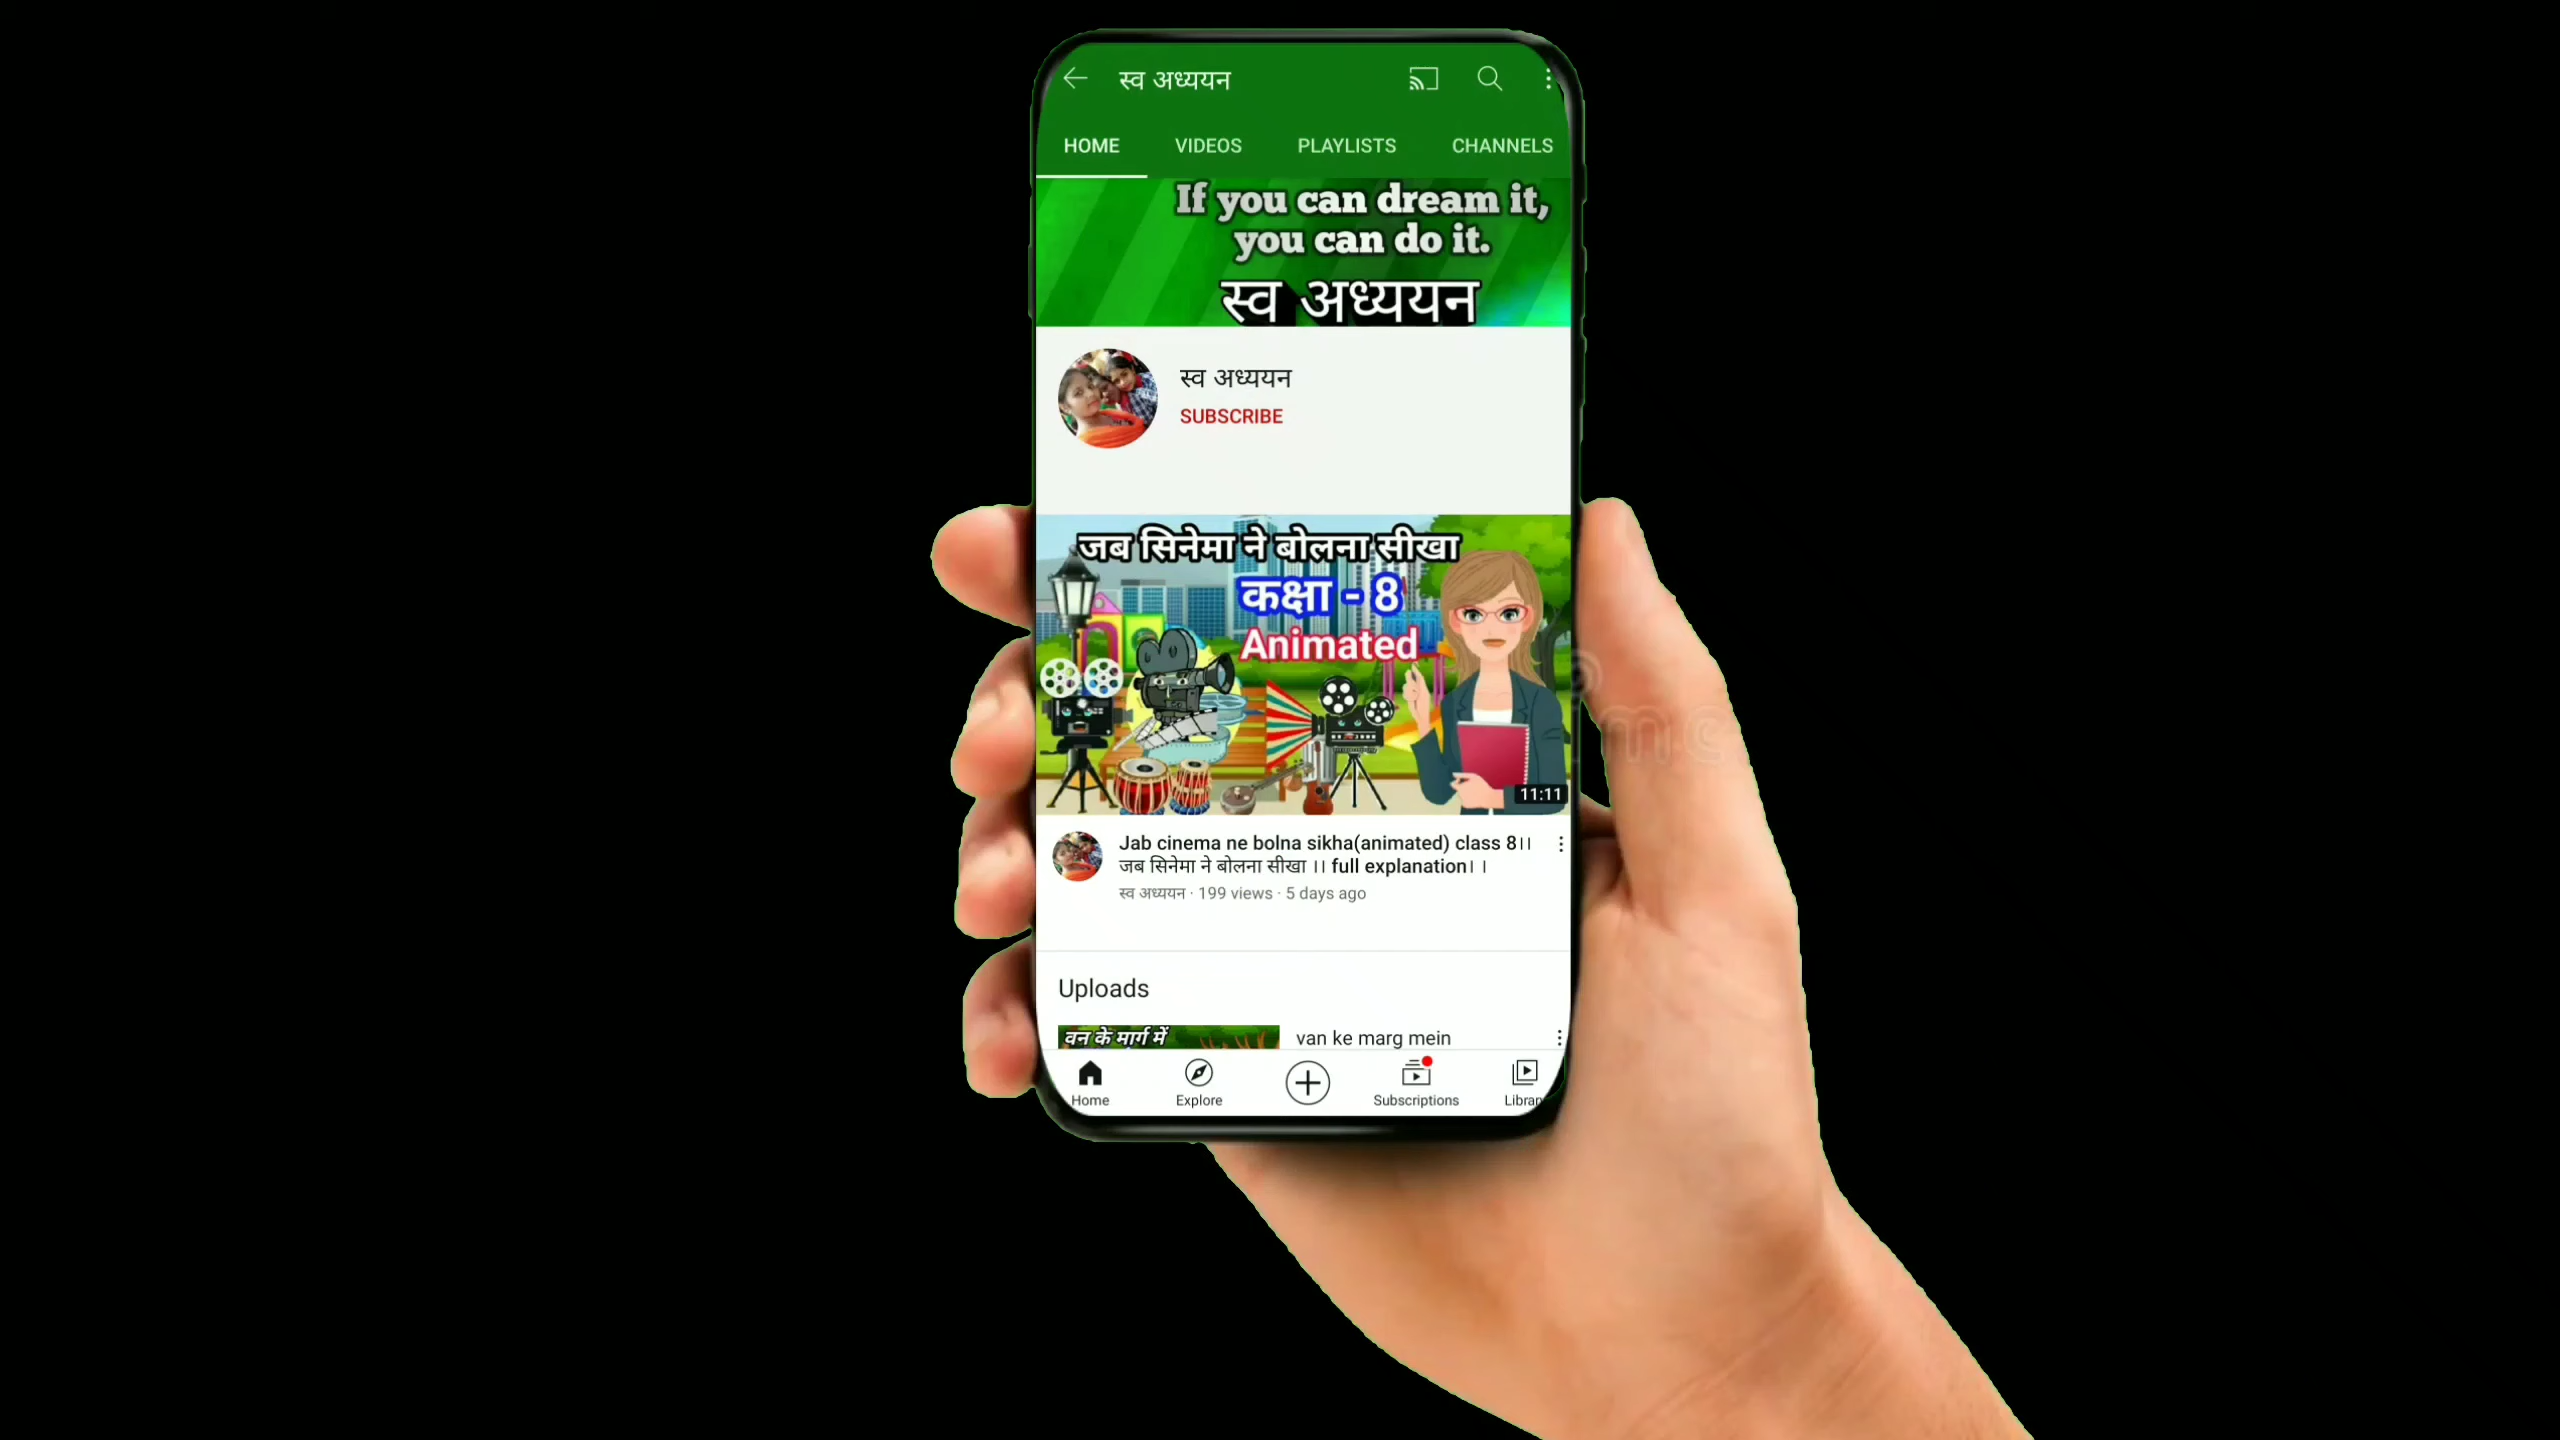 स्व अध्ययन
HOME VIDEOS PLAYLISTS CHANNELS
If you can dream it,
you can do it.
स्व अध्ययन
स्व अध्ययन
SUBSCRIBE
जब सिनेमा ने बोलना सीखा
कक्षा - 8
Animated
11:11
Jab cinema ne bolna sikha(animated) class 8।।
जब सिनेमा ने बोलना सीखा ।। full explanation। ।
स्व अध्ययन · 199 views · 5 days ago
Uploads
वन के मार्ग में
van ke marg mein
Home Explore Subscriptions